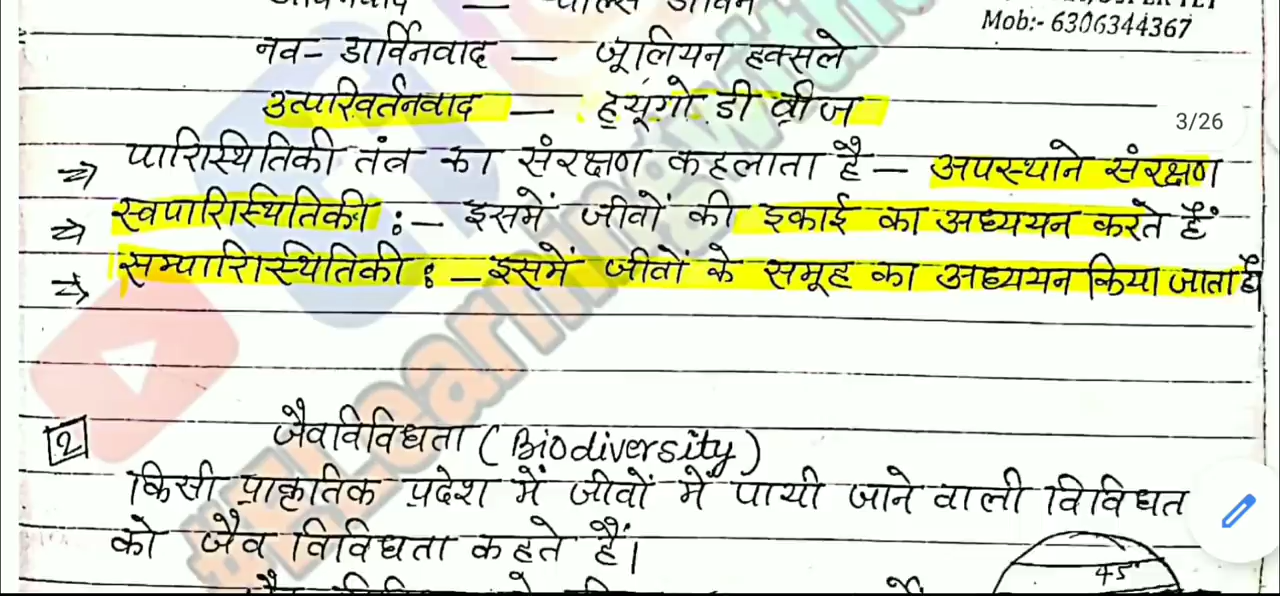 डार्विनवाद — चार्ल्स डार्विन
Mob:- 6306344367
नव- डार्विनवाद — जूलियन हक्सले
उत्परिवर्तनवाद — ह्यूगो डी व्रीज
3/26
⇒ पारिस्थितिकी तंत्र का संरक्षण कहलाता है — अपस्थाने संरक्षण
⇒ स्वपारिस्थितिकी :- इसमें जीवों की इकाई का अध्ययन करते हैं
⇒ सम्पारिस्थितिकी :- इसमें जीवों के समूह का अध्ययन किया जाता है।
2 जैवविविधता (Biodiversity)
किसी प्राकृतिक प्रदेश में जीवों में पायी जाने वाली विविधत
को जैव विविधता कहते हैं।
45°